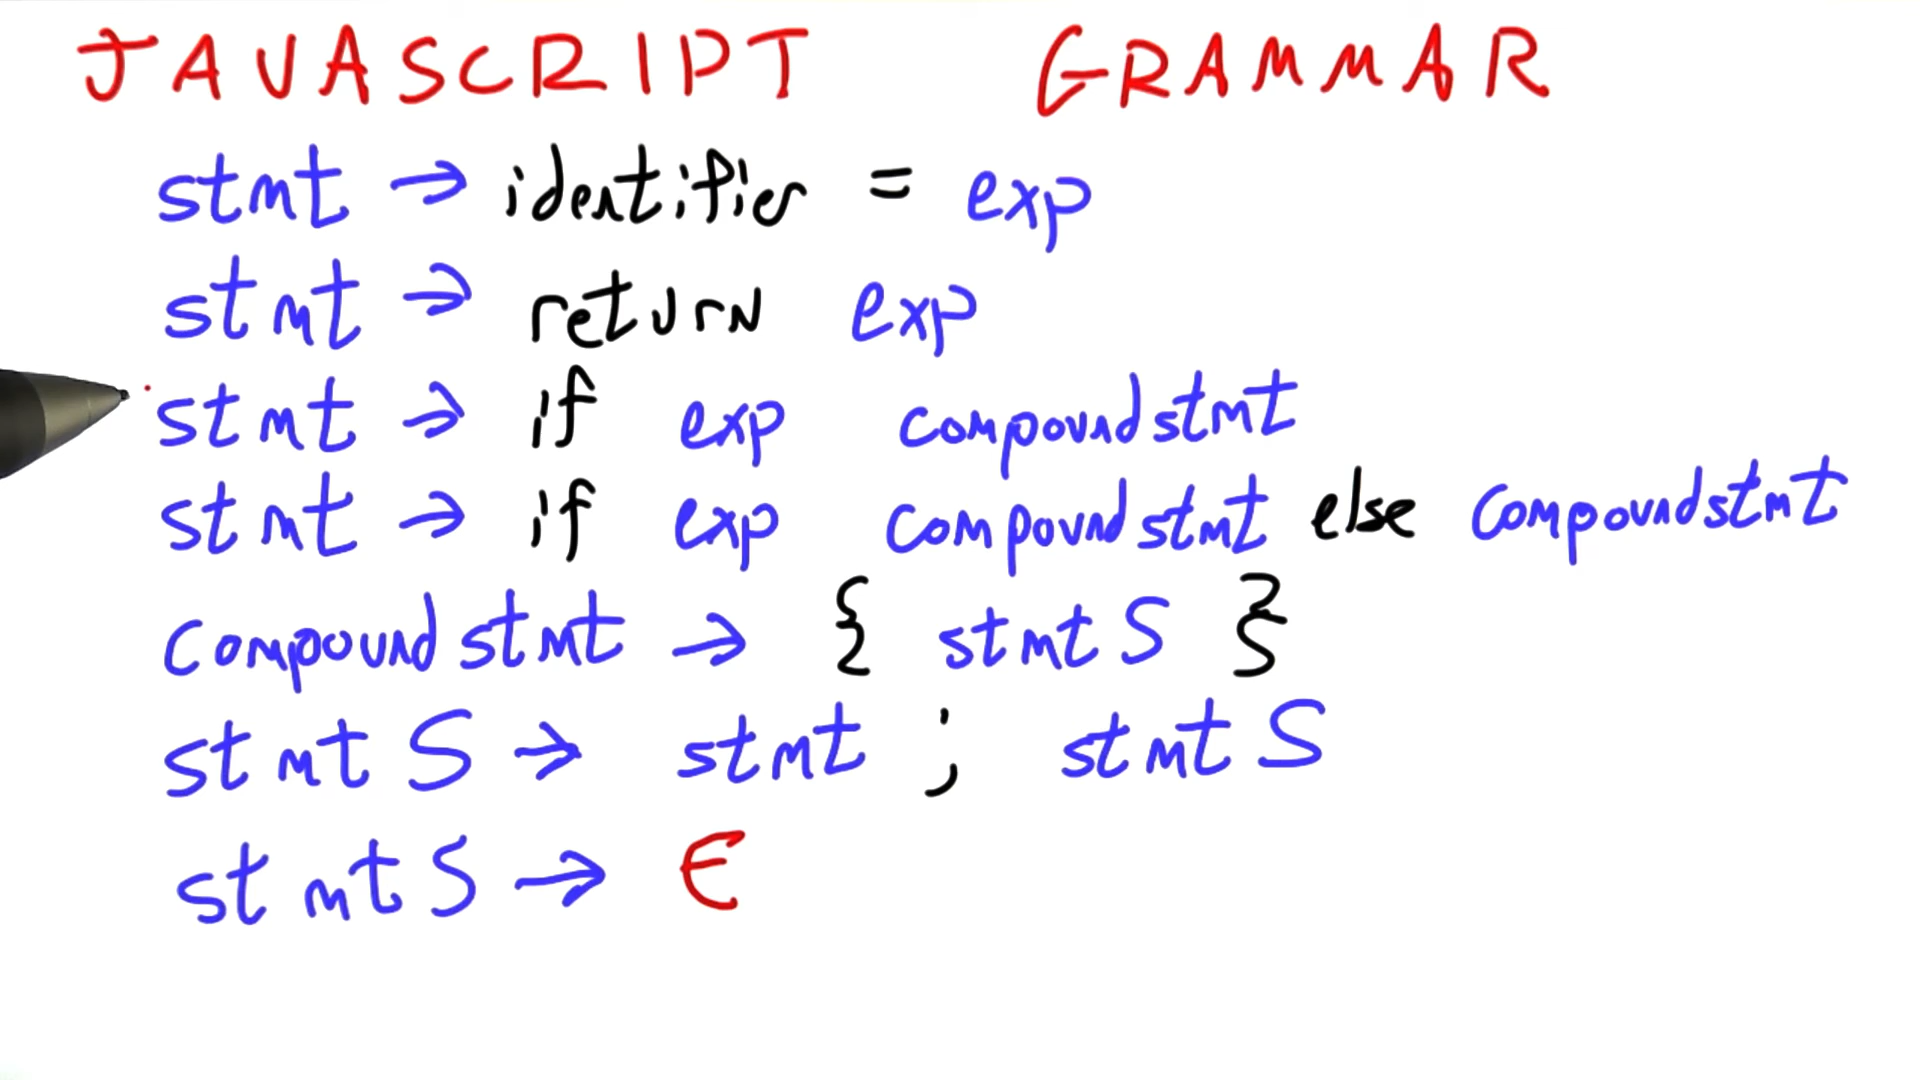 JAVASCRIPT GRAMMAR
stmt → identifier = exp
stmt → return exp
stmt → if exp compoundstmt
stmt → if exp compoundstmt else compoundstmt
compoundstmt → { stmtS }
stmtS → stmt ; stmtS
stmtS → ϵ